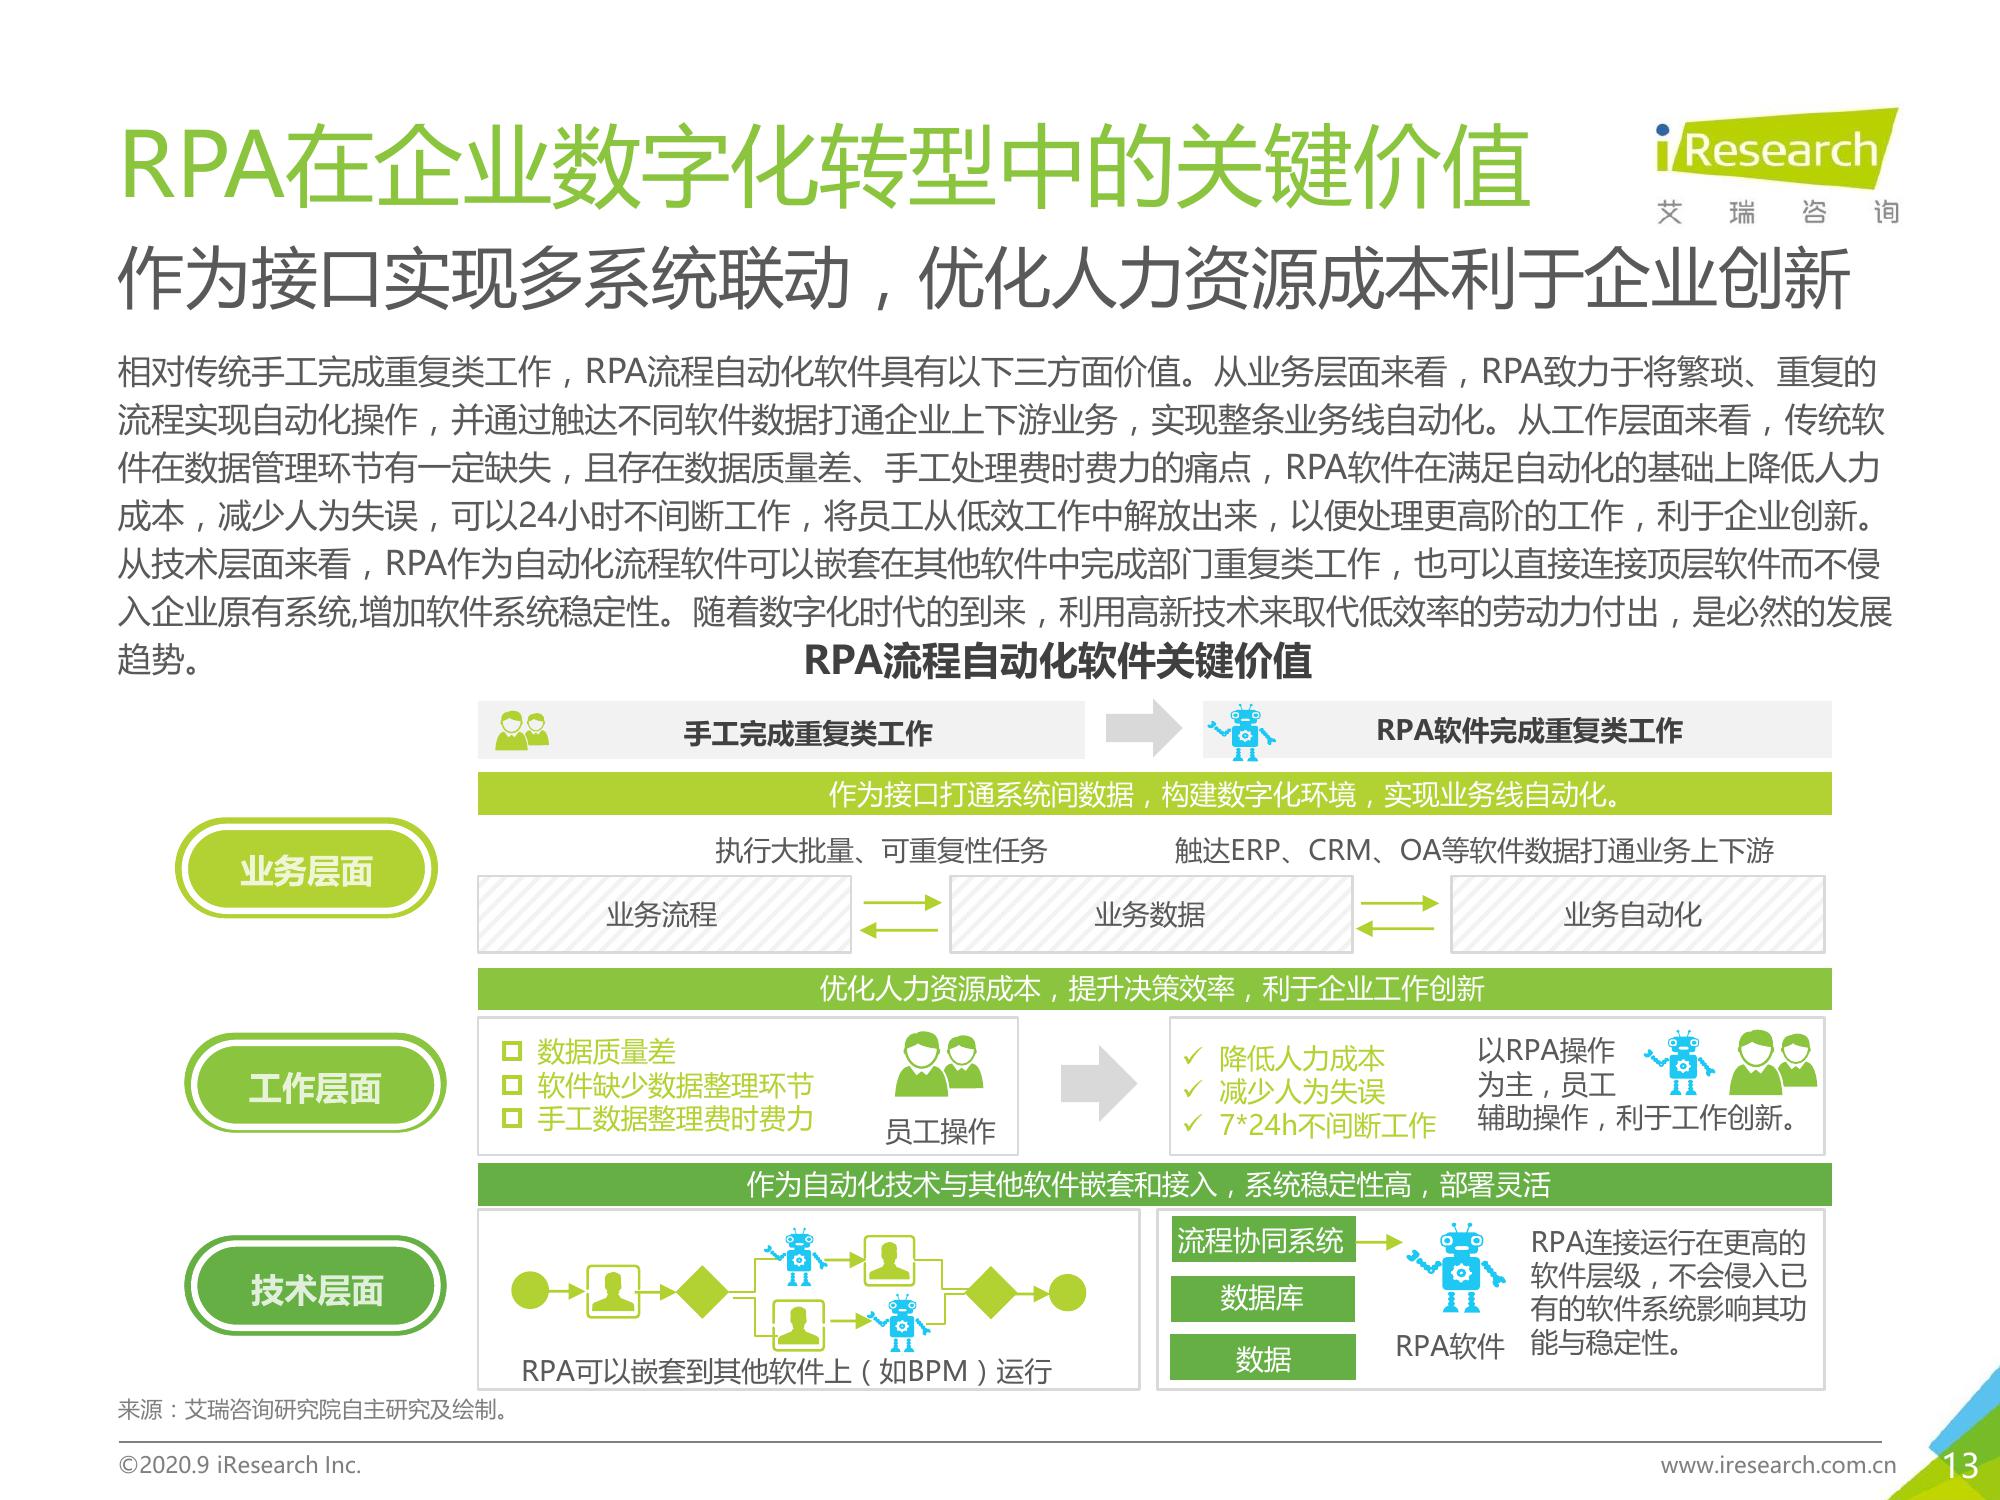 RPA在企业数字化转型中的关键价值
iResearch
艾 瑞 咨 询
作为接口实现多系统联动，优化人力资源成本利于企业创新
相对传统手工完成重复类工作，RPA流程自动化软件具有以下三方面价值。从业务层面来看，RPA致力于将繁琐、重复的
流程实现自动化操作，并通过触达不同软件数据打通企业上下游业务，实现整条业务线自动化。从工作层面来看，传统软
件在数据管理环节有一定缺失，且存在数据质量差、手工处理费时费力的痛点，RPA软件在满足自动化的基础上降低人力
成本，减少人为失误，可以24小时不间断工作，将员工从低效工作中解放出来，以便处理更高阶的工作，利于企业创新。
从技术层面来看，RPA作为自动化流程软件可以嵌套在其他软件中完成部门重复类工作，也可以直接连接顶层软件而不侵
入企业原有系统,增加软件系统稳定性。随着数字化时代的到来，利用高新技术来取代低效率的劳动力付出，是必然的发展
趋势。
RPA流程自动化软件关键价值
手工完成重复类工作
RPA软件完成重复类工作
作为接口打通系统间数据，构建数字化环境，实现业务线自动化。
业务层面
执行大批量、可重复性任务
触达ERP、CRM、OA等软件数据打通业务上下游
业务流程
业务数据
业务自动化
优化人力资源成本，提升决策效率，利于企业工作创新
工作层面
数据质量差
软件缺少数据整理环节
手工数据整理费时费力
员工操作
✓ 降低人力成本
✓ 减少人为失误
✓ 7*24h不间断工作
以RPA操作
为主，员工
辅助操作，利于工作创新。
作为自动化技术与其他软件嵌套和接入，系统稳定性高，部署灵活
技术层面
RPA可以嵌套到其他软件上（如BPM）运行
流程协同系统
数据库
数据
RPA软件
RPA连接运行在更高的
软件层级，不会侵入已
有的软件系统影响其功
能与稳定性。
来源：艾瑞咨询研究院自主研究及绘制。
©2020.9 iResearch Inc.
www.iresearch.com.cn
13